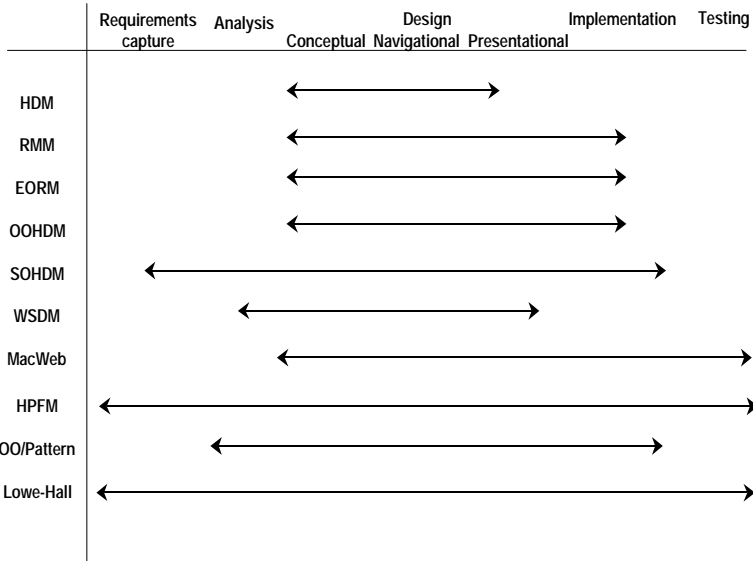 Requirements capture
Analysis
Design
Conceptual Navigational Presentational
Implementation
Testing
HDM
RMM
EORM
OOHDM
SOHDM
WSDM
MacWeb
HPFM
OO/Pattern
Lowe-Hall